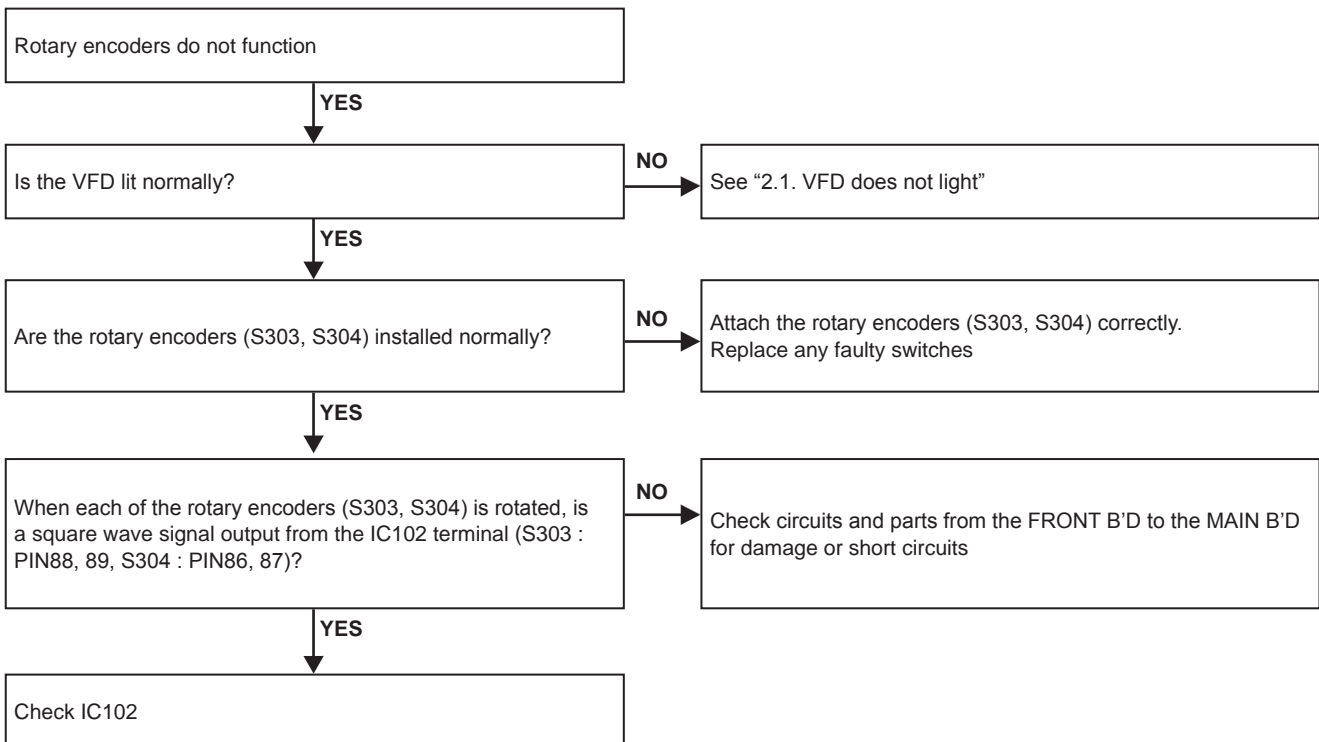 Rotary encoders do not function
YES
Is the VFD lit normally?
NO
See “2.1. VFD does not light”
YES
Are the rotary encoders (S303, S304) installed normally?
NO
Attach the rotary encoders (S303, S304) correctly.
Replace any faulty switches
YES
When each of the rotary encoders (S303, S304) is rotated, is
a square wave signal output from the IC102 terminal (S303 :
PIN88, 89, S304 : PIN86, 87)?
NO
Check circuits and parts from the FRONT B’D to the MAIN B’D
for damage or short circuits
YES
Check IC102